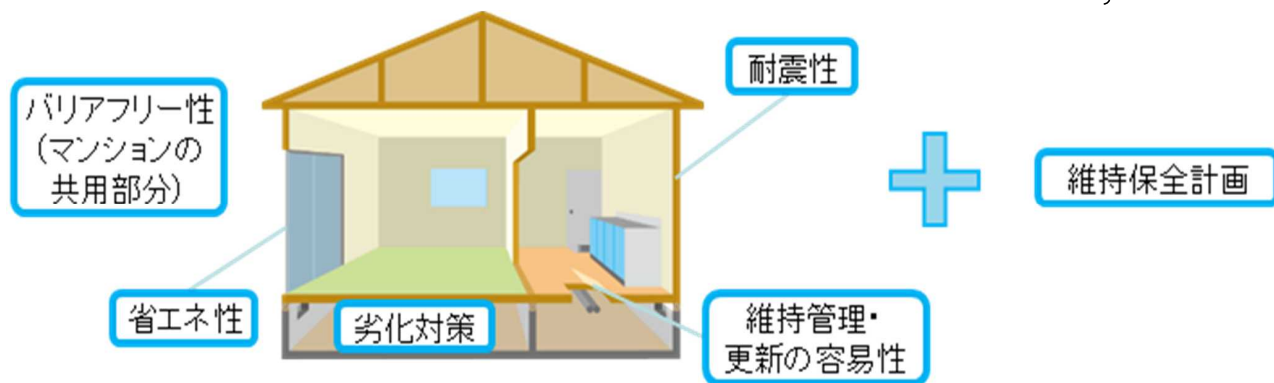 耐震性
バリアフリー性
（マンションの
共用部分）
維持保全計画
省エネ性
劣化対策
維持管理・
更新の容易性